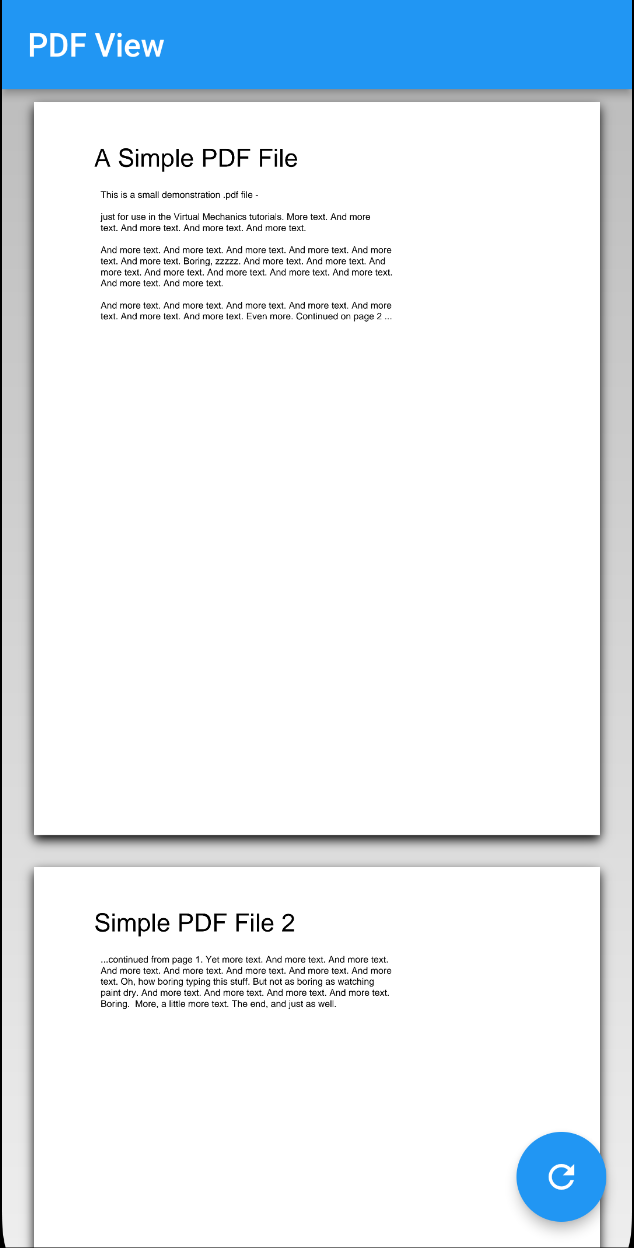 PDF View
A Simple PDF File
This is a small demonstration .pdf file -
just for use in the Virtual Mechanics tutorials. More text. And more
text. And more text. And more text. And more text.
And more text. And more text. And more text. And more text. And more
text. And more text. Boring, zzzzz. And more text. And more text. And
more text. And more text. And more text. And more text. And more text.
And more text. And more text.
And more text. And more text. And more text. And more text. And more
text. And more text. And more text. Even more. Continued on page 2 ...
Simple PDF File 2
...continued from page 1. Yet more text. And more text. And more text.
And more text. And more text. And more text. And more text. And more
text. Oh, how boring typing this stuff. But not as boring as watching
paint dry. And more text. And more text. And more text. And more text.
Boring.  More, a little more text. The end, and just as well.